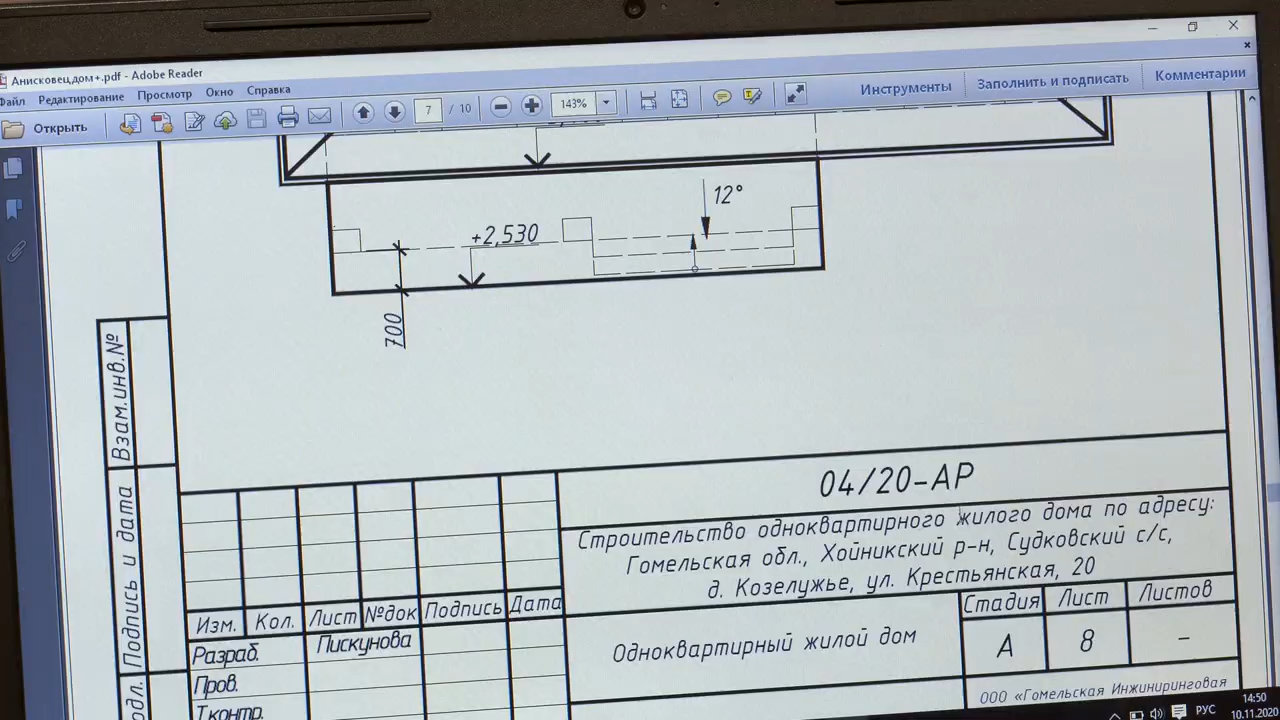 Анисковец,дом+.pdf - Adobe Reader
Файл Редактирование Просмотр Окно Справка
Открыть 7 / 10 143% Инструменты Заполнить и подписать Комментарии
12°
+2,530
700
Взам.инв.№
Подпись и дата
одл.
04/20-АР
Строительство одноквартирного жилого дома по адресу:
Гомельская обл., Хойникский р-н, Судковский с/с,
д. Козелужье, ул. Крестьянская, 20
Изм. Кол. Лист №док Подпись Дата
Стадия Лист Листов
Разраб. Пискунова
Одноквартирный жилой дом
А 8 -
Пров.
Т.контр.
ООО «Гомельская Инжиниринговая
РУС
14:50
10.11.2020